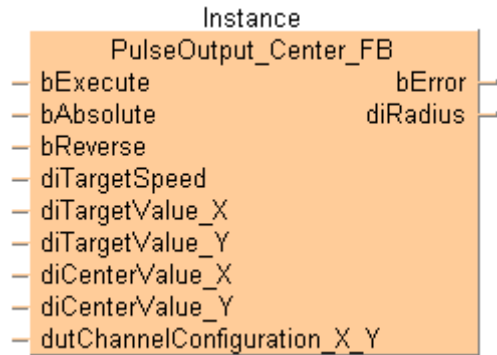 Instance
PulseOutput_Center_FB
bExecute bError
bAbsolute diRadius
bReverse
diTargetSpeed
diTargetValue_X
diTargetValue_Y
diCenterValue_X
diCenterValue_Y
dutChannelConfiguration_X_Y